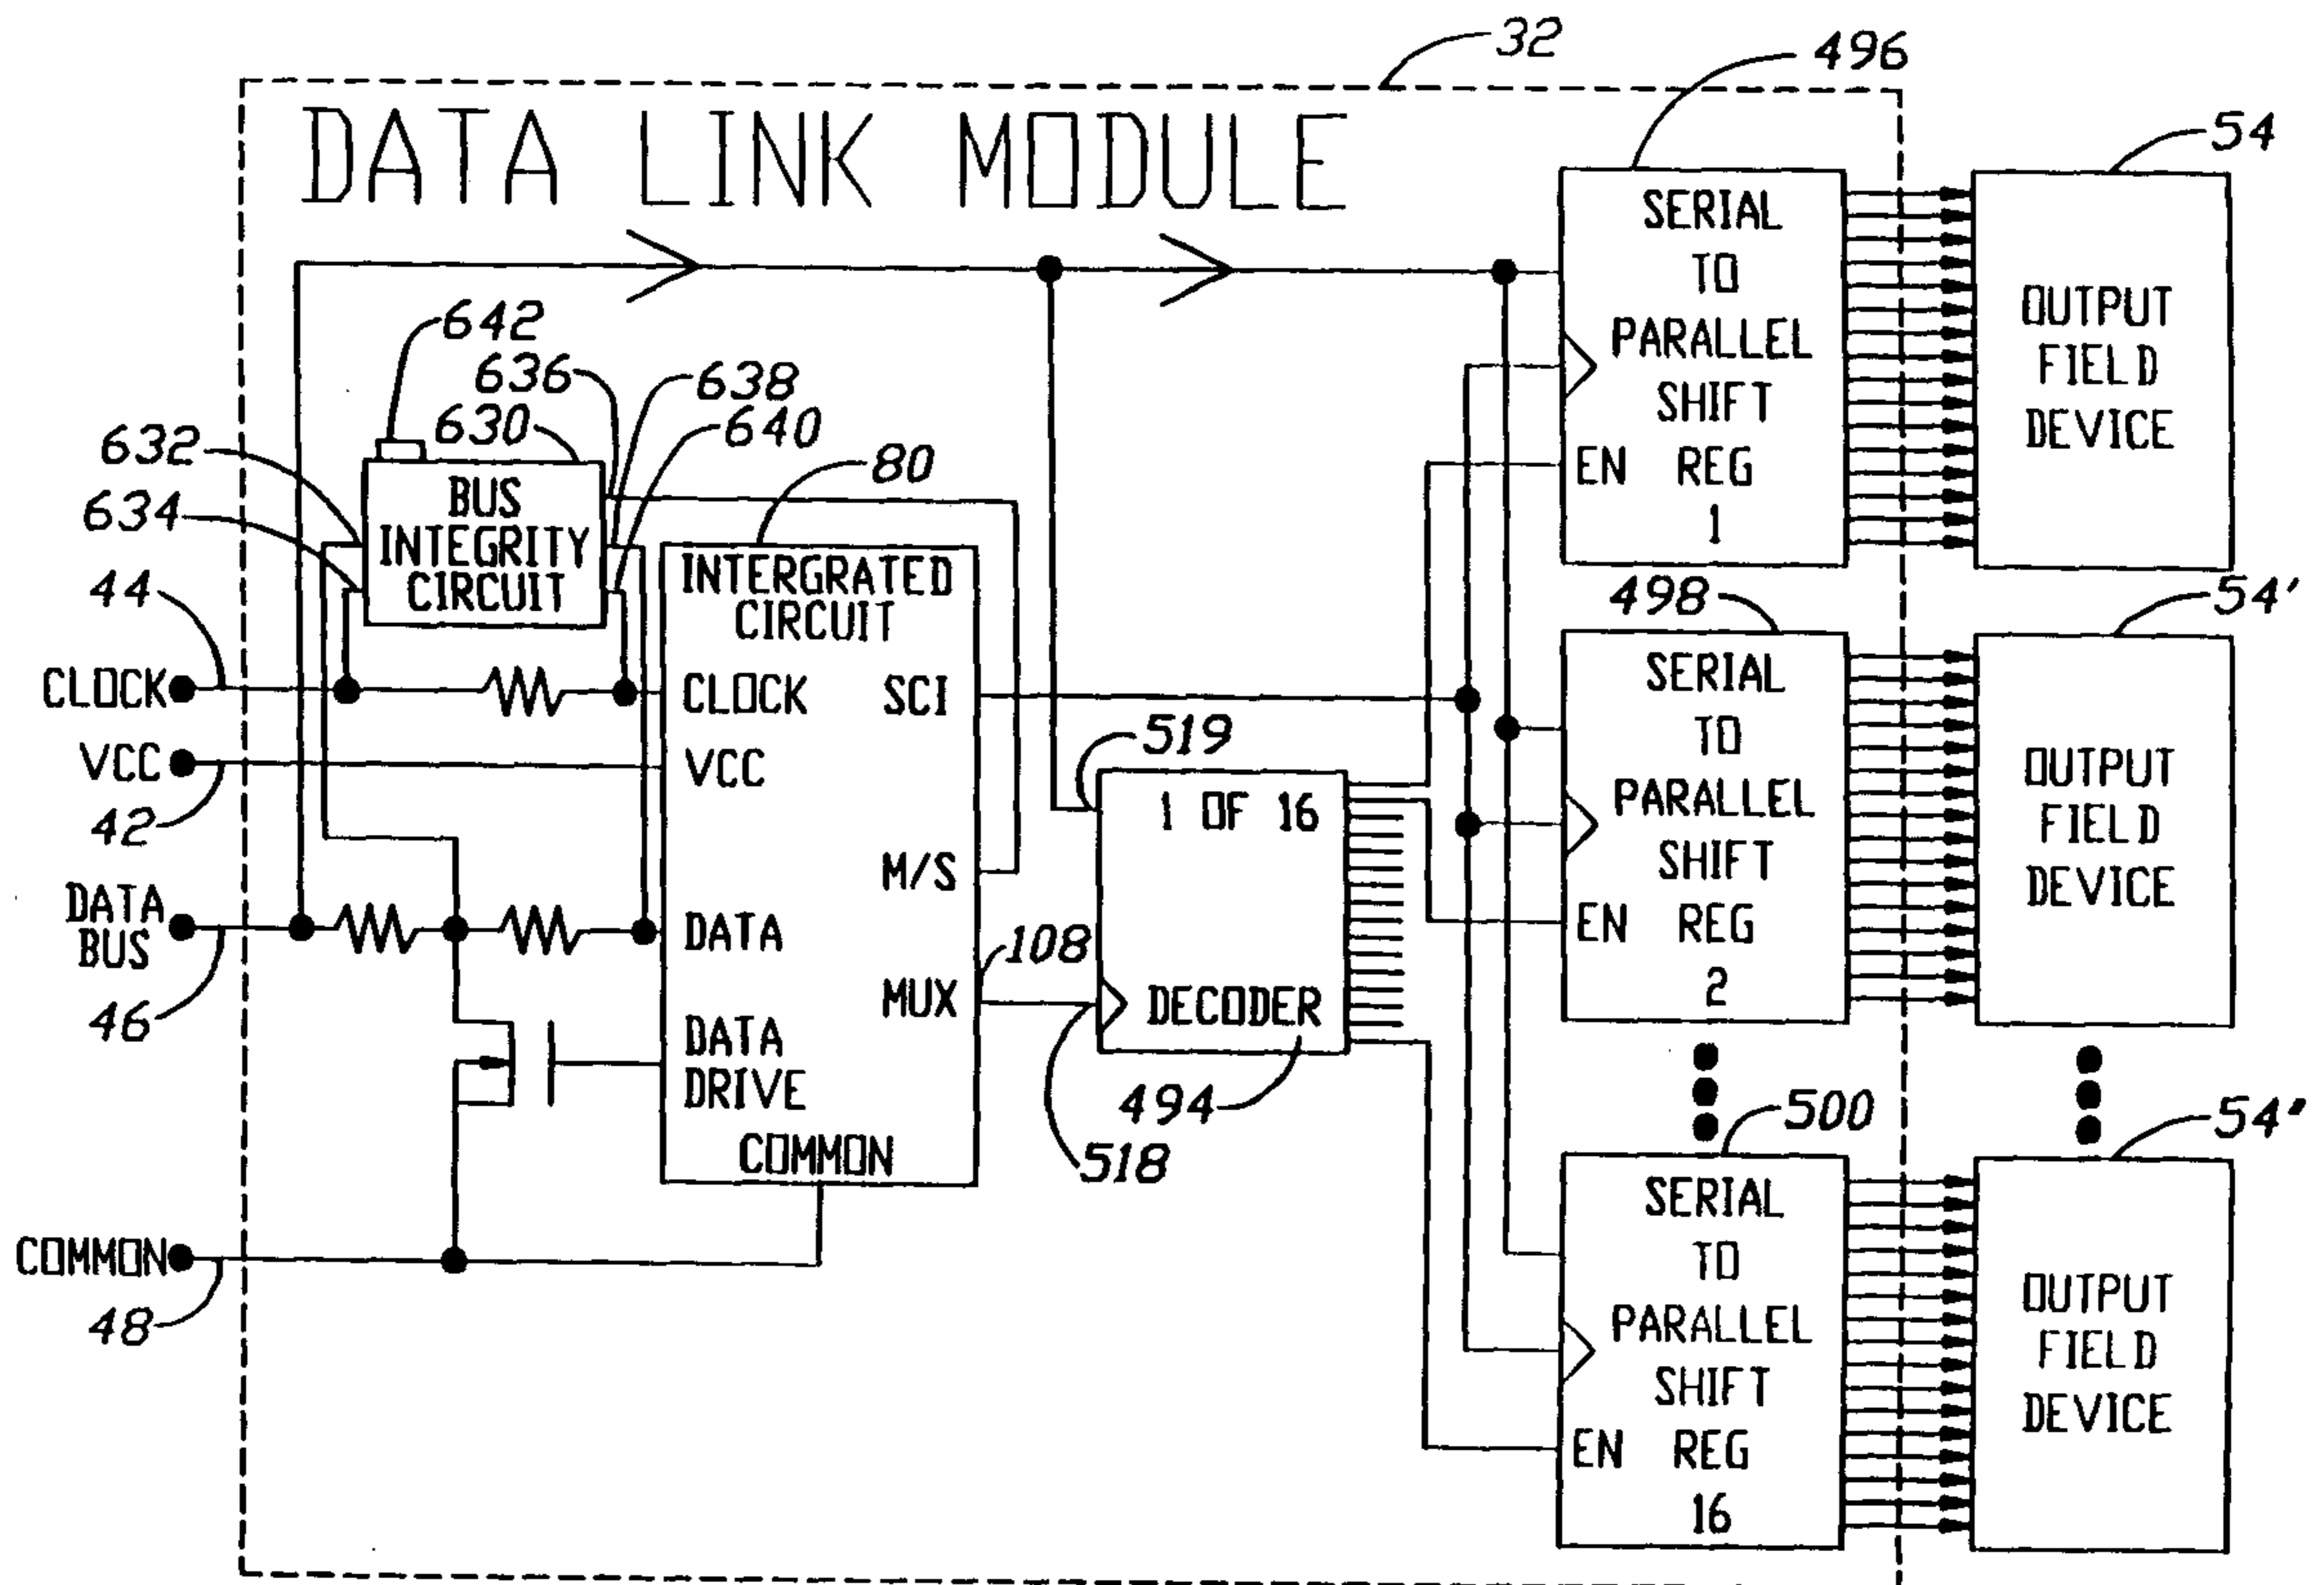 32
496
DATA LINK MODULE
54
SERIAL
TO
PARALLEL
SHIFT
EN REG
1
OUTPUT
FIELD
DEVICE
642
636
638
630
640
632
80
634
BUS
INTEGRITY
CIRCUIT
INTERGRATED
CIRCUIT
44
CLOCK
CLOCK
SCI
VCC
VCC
42
M/S
DATA
BUS
DATA
46
MUX
108
DATA
DRIVE
COMMON
COMMON
48
519
1 OF 16
DECODER
494
518
498
54'
SERIAL
TO
PARALLEL
SHIFT
EN REG
2
OUTPUT
FIELD
DEVICE
500
54"
SERIAL
TO
PARALLEL
SHIFT
EN REG
16
OUTPUT
FIELD
DEVICE